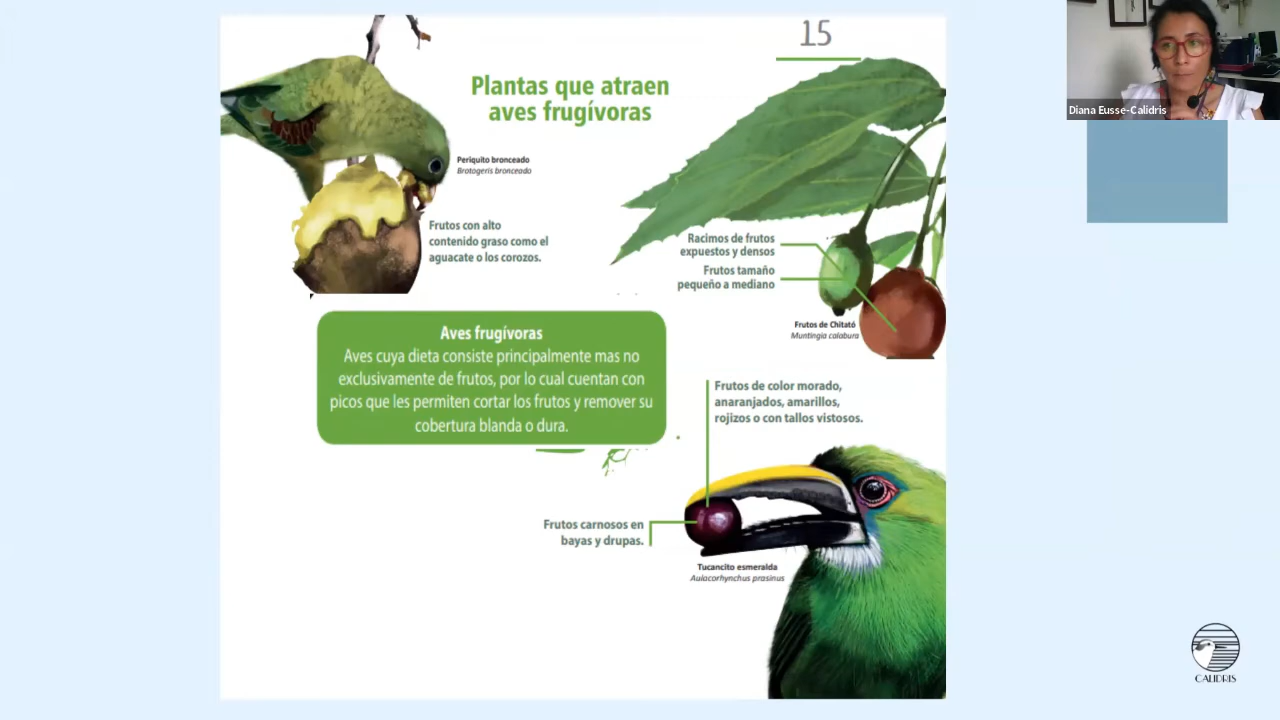 15
Plantas que atraen
aves frugívoras
Periquito bronceado
Brotogeris bronceado
Frutos con alto
contenido graso como el
aguacate o los corozos.
Racimos de frutos
expuestos y densos
Frutos tamaño
pequeño a mediano
Frutos de Chitató
Muntingia calabura
Aves frugívoras
Aves cuya dieta consiste principalmente mas no
exclusivamente de frutos, por lo cual cuentan con
picos que les permiten cortar los frutos y remover su
cobertura blanda o dura.
Frutos de color morado,
anaranjados, amarillos,
rojizos o con tallos vistosos.
Frutos carnosos en
bayas y drupas.
Tucancito esmeralda
Aulacorhynchus prasinus
Diana Eusse-Calidris
CALIDRIS